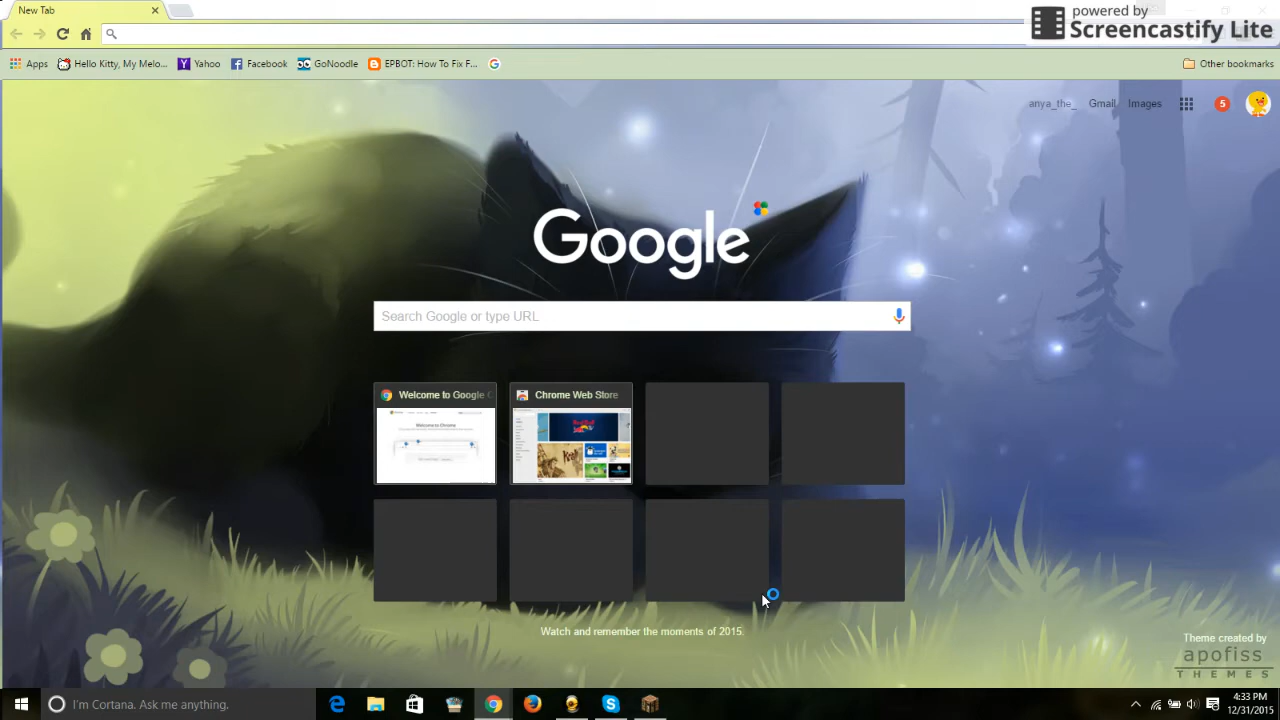 New Tab
powered by
Screencastify Lite
Apps
Hello Kitty, My Melo...
Yahoo
Facebook
GoNoodle
EPBOT: How To Fix F...
Other bookmarks
anya_the_
Gmail
Images
5
Google
Search Google or type URL
Welcome to Google C
Chrome Web Store
Welcome to Chrome
Watch and remember the moments of 2015.
Theme created by
apofiss
THEMES
I'm Cortana. Ask me anything.
4:33 PM
12/31/2015